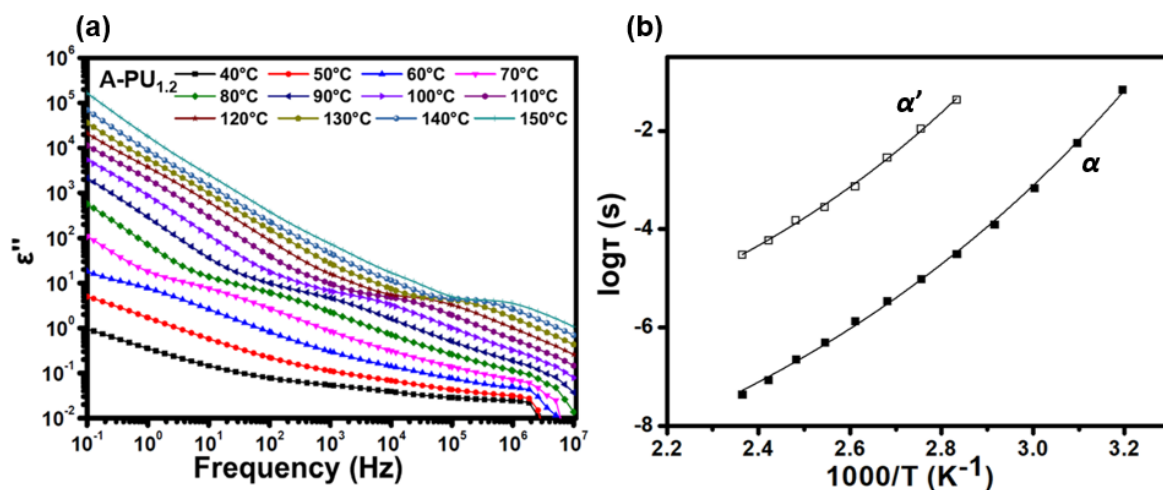 (a)
A-PU1.2
40°C 50°C 60°C 70°C
80°C 90°C 100°C 110°C
120°C 130°C 140°C 150°C
ε"
10^6
10^5
10^4
10^3
10^2
10^1
10^0
10^-1
10^-2
10^-1 10^0 10^1 10^2 10^3 10^4 10^5 10^6 10^7
Frequency (Hz)
(b)
α'
α
logτ (s)
-2
-4
-6
-8
2.2 2.4 2.6 2.8 3.0 3.2
1000/T (K^-1)